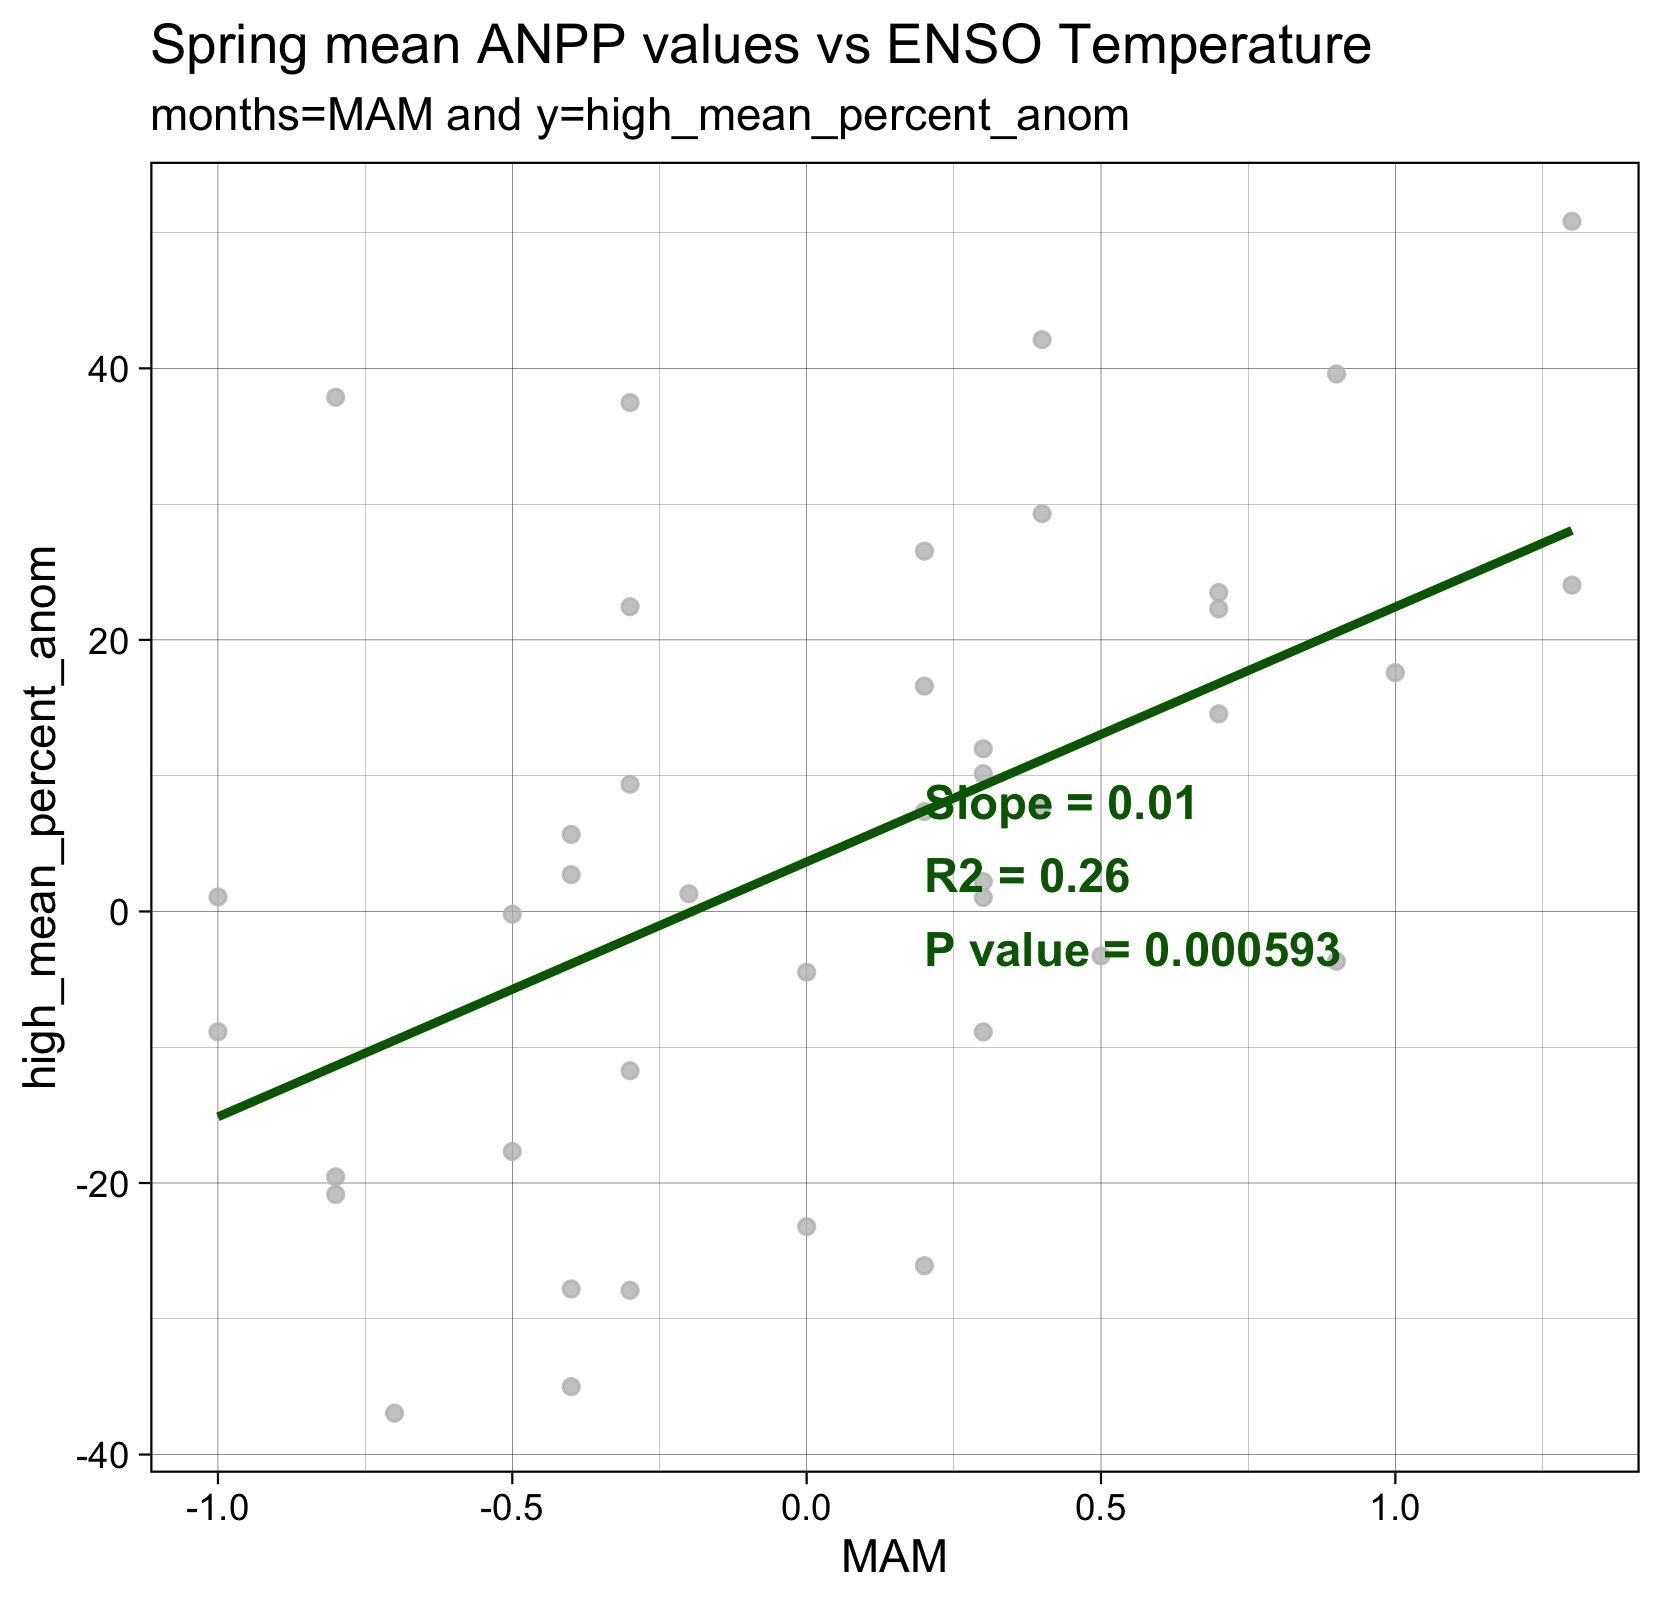 Spring mean ANPP values vs ENSO Temperature
months=MAM and y=high_mean_percent_anom
high_mean_percent_anom
40
20
0
-20
-40
Slope = 0.01
R2 = 0.26
P value = 0.000593
-1.0
-0.5
0.0
0.5
1.0
MAM